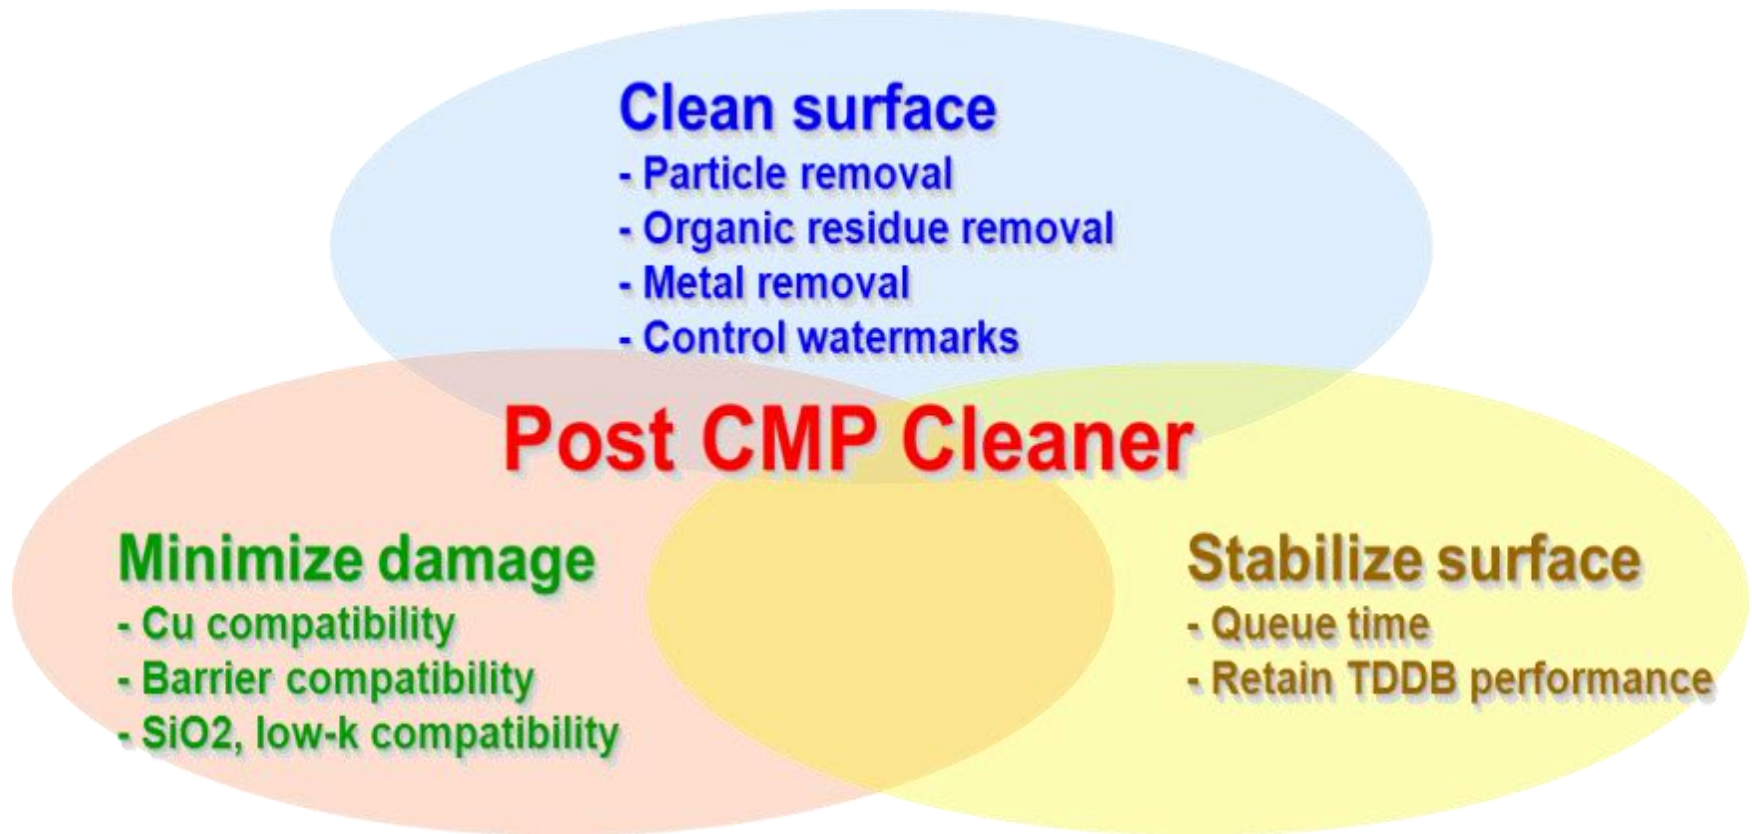 Clean surface
- Particle removal
- Organic residue removal
- Metal removal
- Control watermarks
Post CMP Cleaner
Minimize damage
- Cu compatibility
- Barrier compatibility
- SiO2, low-k compatibility
Stabilize surface
- Queue time
- Retain TDDB performance